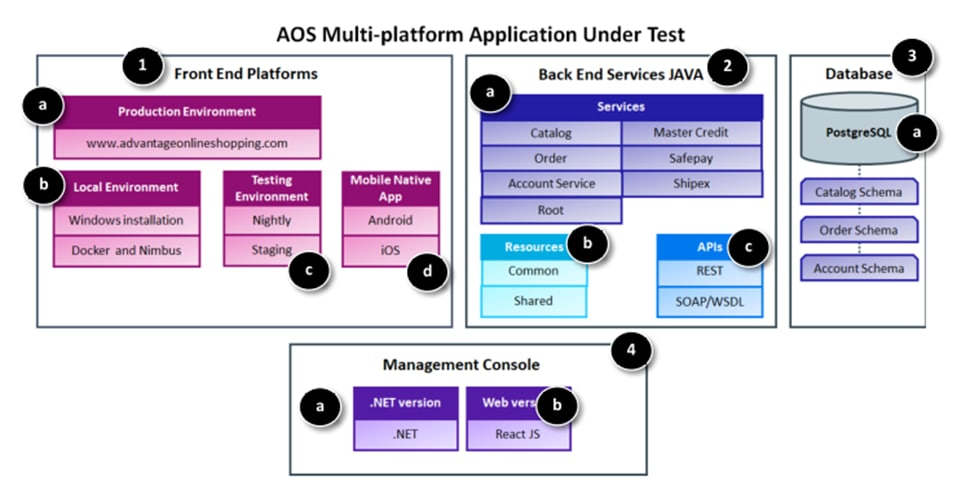 AOS Multi-platform Application Under Test
1
Front End Platforms
a
Production Environment
www.advantageonlineshopping.com
b
Local Environment
Windows installation
Docker and Nimbus
Testing
Environment
Nightly
Staging
c
Mobile Native
App
Android
iOS
d
2
Back End Services JAVA
a
Services
Catalog
Master Credit
Order
Safepay
Account Service
Shipex
Root
Resources
b
Common
Shared
APIs
c
REST
SOAP/WSDL
3
Database
PostgreSQL
a
Catalog Schema
Order Schema
Account Schema
4
Management Console
a
.NET version
.NET
Web vers
b
React JS